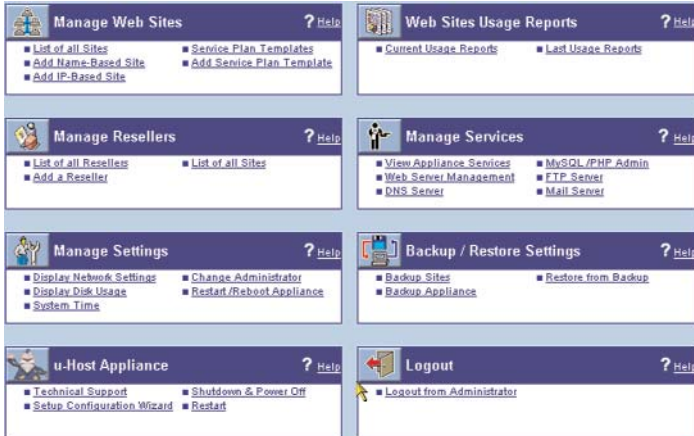 Manage Web Sites ? Help
List of all Sites Service Plan Templates
Add Name-Based Site Add Service Plan Template
Add IP-Based Site
Web Sites Usage Reports ? Help
Current Usage Reports Last Usage Reports
Manage Resellers ? Help
List of all Resellers List of all Sites
Add a Reseller
Manage Services ? Help
View Appliance Services MySQL/PHP Admin
Web Server Management FTP Server
DNS Server Mail Server
Manage Settings ? Help
Display Network Settings Change Administrator
Display Disk Usage Restart/Reboot Appliance
System Time
Backup / Restore Settings ? Help
Backup Sites Restore from Backup
Backup Appliance
u-Host Appliance ? Help
Technical Support Shutdown & Power Off
Setup Configuration Wizard Restart
Logout ? Help
Logout from Administrator